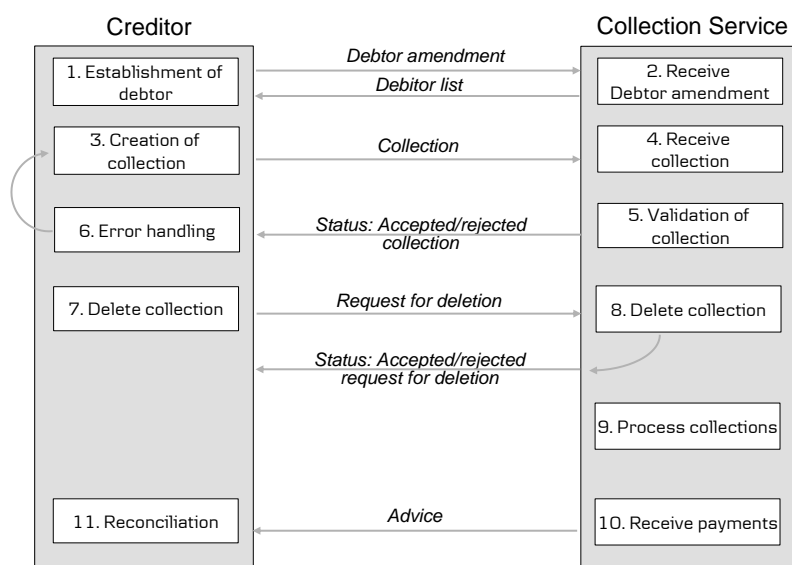 Creditor
Collection Service
1. Establishment of
debtor
Debtor amendment
Debitor list
2. Receive
Debtor amendment
3. Creation of
collection
Collection
4. Receive
collection
6. Error handling
Status: Accepted/rejected
collection
5. Validation of
collection
7. Delete collection
Request for deletion
8. Delete collection
Status: Accepted/rejected
request for deletion
9. Process collections
11. Reconciliation
Advice
10. Receive payments